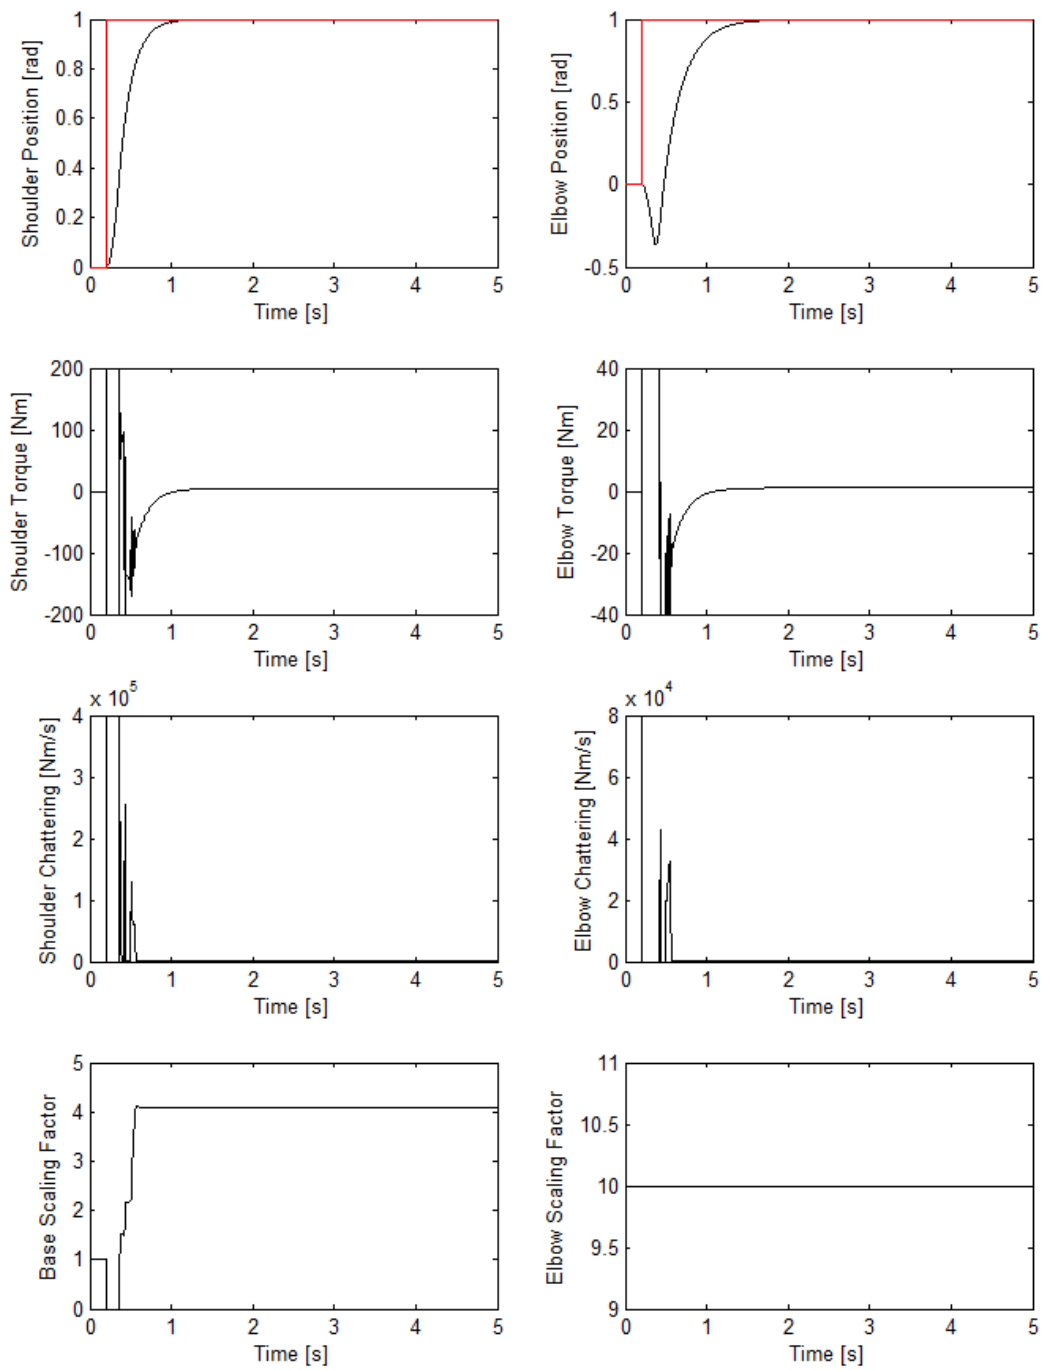 Shoulder Position [rad]
1
0.8
0.6
0.4
0.2
0
0 1 2 3 4 5
Time [s]
Elbow Position [rad]
1
0.5
0
-0.5
0 1 2 3 4 5
Time [s]
Shoulder Torque [Nm]
200
100
0
-100
-200
0 1 2 3 4 5
Time [s]
Elbow Torque [Nm]
40
20
0
-20
-40
0 1 2 3 4 5
Time [s]
Shoulder Chattering [Nm/s]
x 10^5
4
3
2
1
0
0 1 2 3 4 5
Time [s]
Elbow Chattering [Nm/s]
x 10^4
8
6
4
2
0
0 1 2 3 4 5
Time [s]
Base Scaling Factor
5
4
3
2
1
0
0 1 2 3 4 5
Time [s]
Elbow Scaling Factor
11
10.5
10
9.5
9
0 1 2 3 4 5
Time [s]